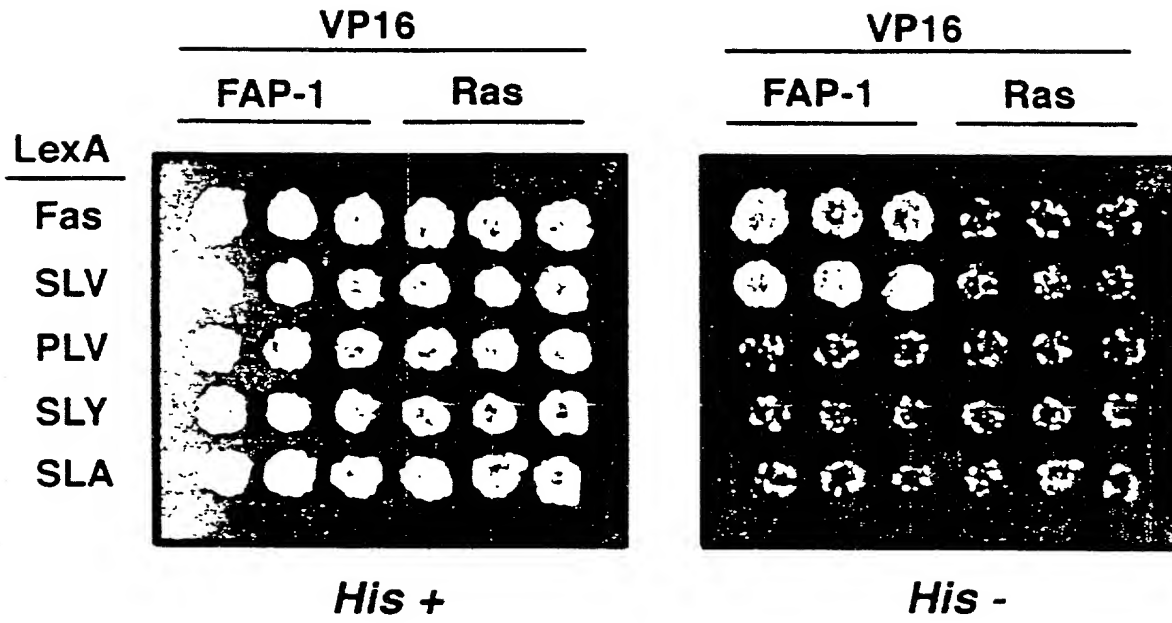 VP16
FAP-1 Ras
VP16
FAP-1 Ras
LexA
Fas
SLV
PLV
SLY
SLA
His +
His -